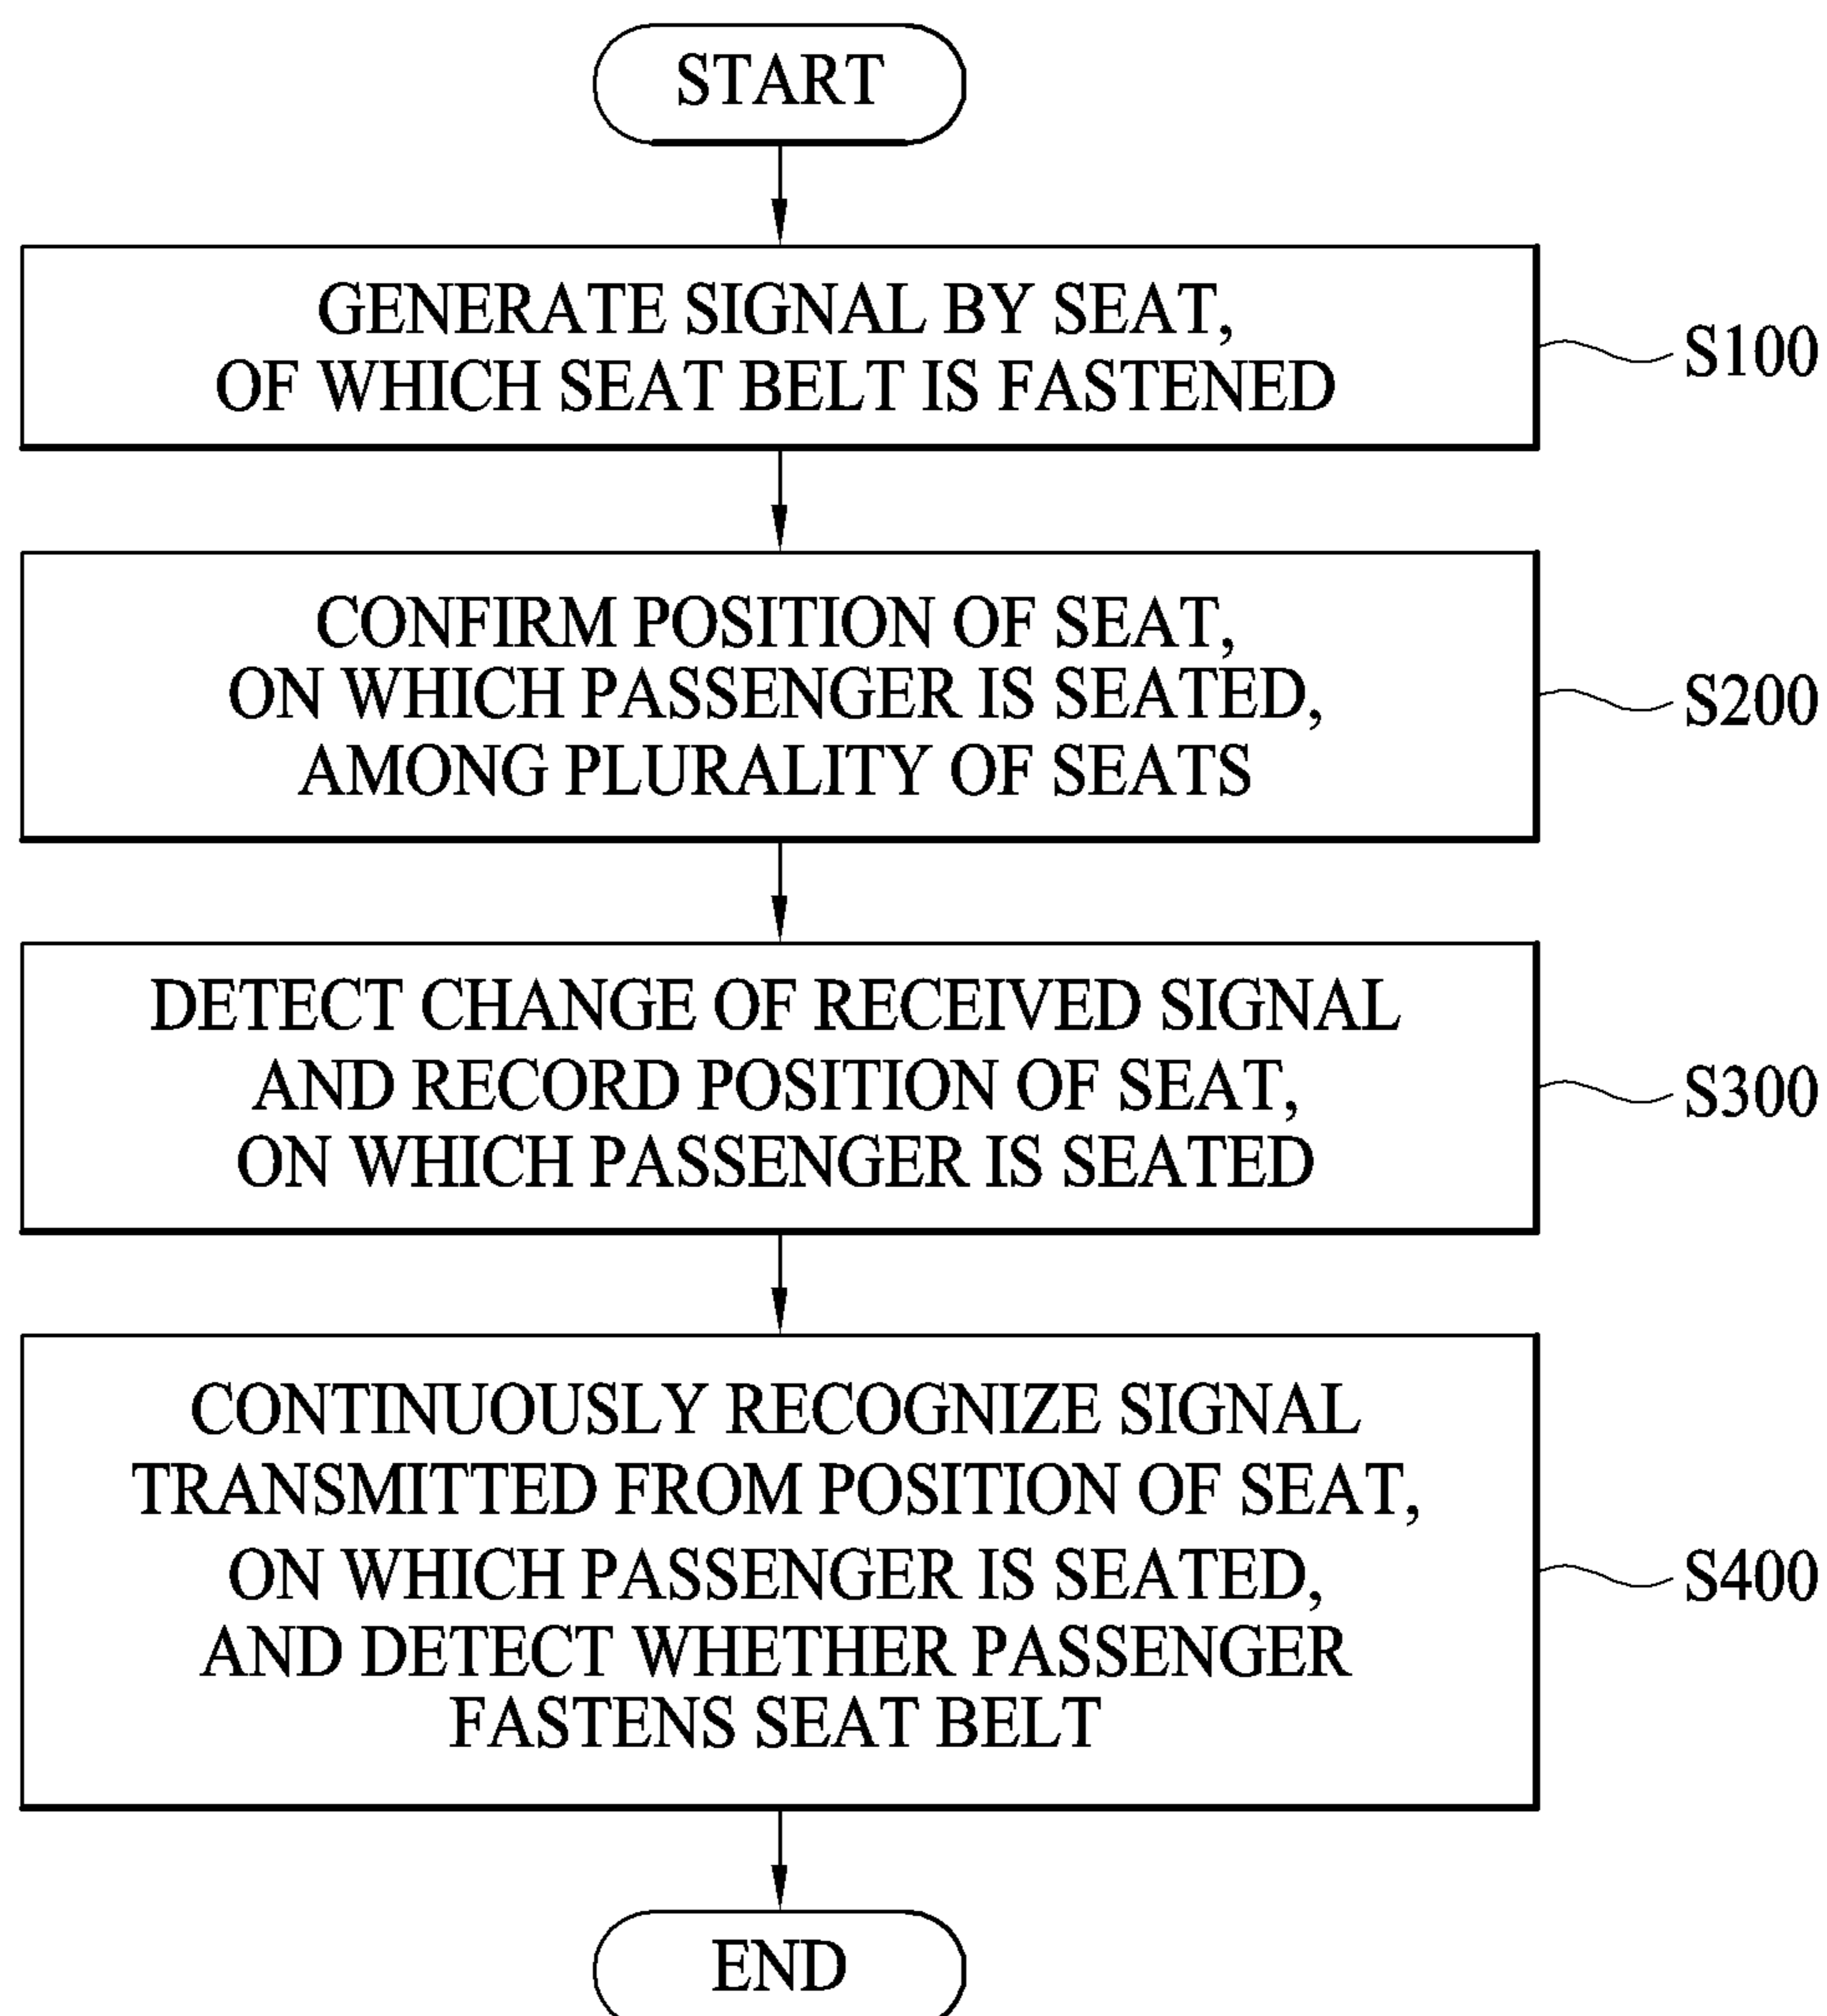 START
GENERATE SIGNAL BY SEAT,
OF WHICH SEAT BELT IS FASTENED
S100
CONFIRM POSITION OF SEAT,
ON WHICH PASSENGER IS SEATED,
AMONG PLURALITY OF SEATS
S200
DETECT CHANGE OF RECEIVED SIGNAL
AND RECORD POSITION OF SEAT,
ON WHICH PASSENGER IS SEATED
S300
CONTINUOUSLY RECOGNIZE SIGNAL
TRANSMITTED FROM POSITION OF SEAT,
ON WHICH PASSENGER IS SEATED,
AND DETECT WHETHER PASSENGER
FASTENS SEAT BELT
S400
END